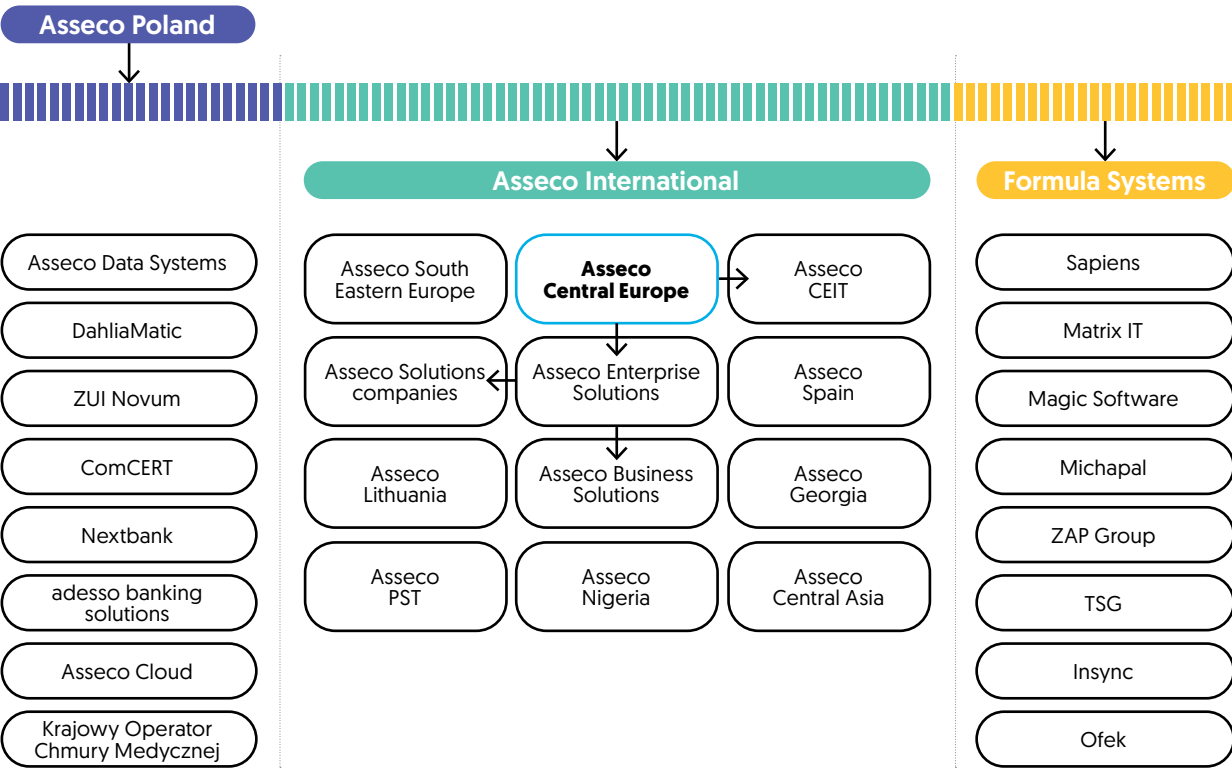 Asseco Poland
Asseco International
Formula Systems
Asseco Data Systems
DahliaMatic
ZUI Novum
ComCERT
Nextbank
adesso banking
solutions
Asseco Cloud
Krajowy Operator
Chmury Medycznej
Asseco South
Eastern Europe
Asseco
Central Europe
Asseco
CEIT
Asseco Solutions
companies
Asseco Enterprise
Solutions
Asseco
Spain
Asseco
Lithuania
Asseco Business
Solutions
Asseco
Georgia
Asseco
PST
Asseco
Nigeria
Asseco
Central Asia
Sapiens
Matrix IT
Magic Software
Michapal
ZAP Group
TSG
Insync
Ofek